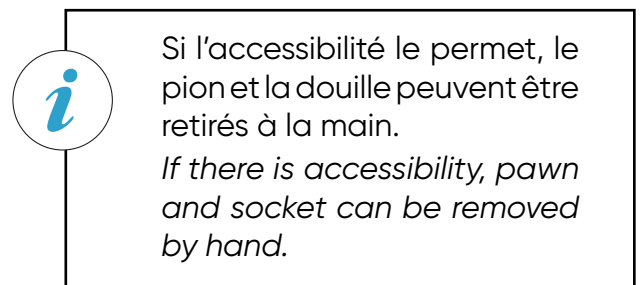 i
Si l’accessibilité le permet, le
pion et la douille peuvent être
retirés à la main.
If there is accessibility, pawn
and socket can be removed
by hand.